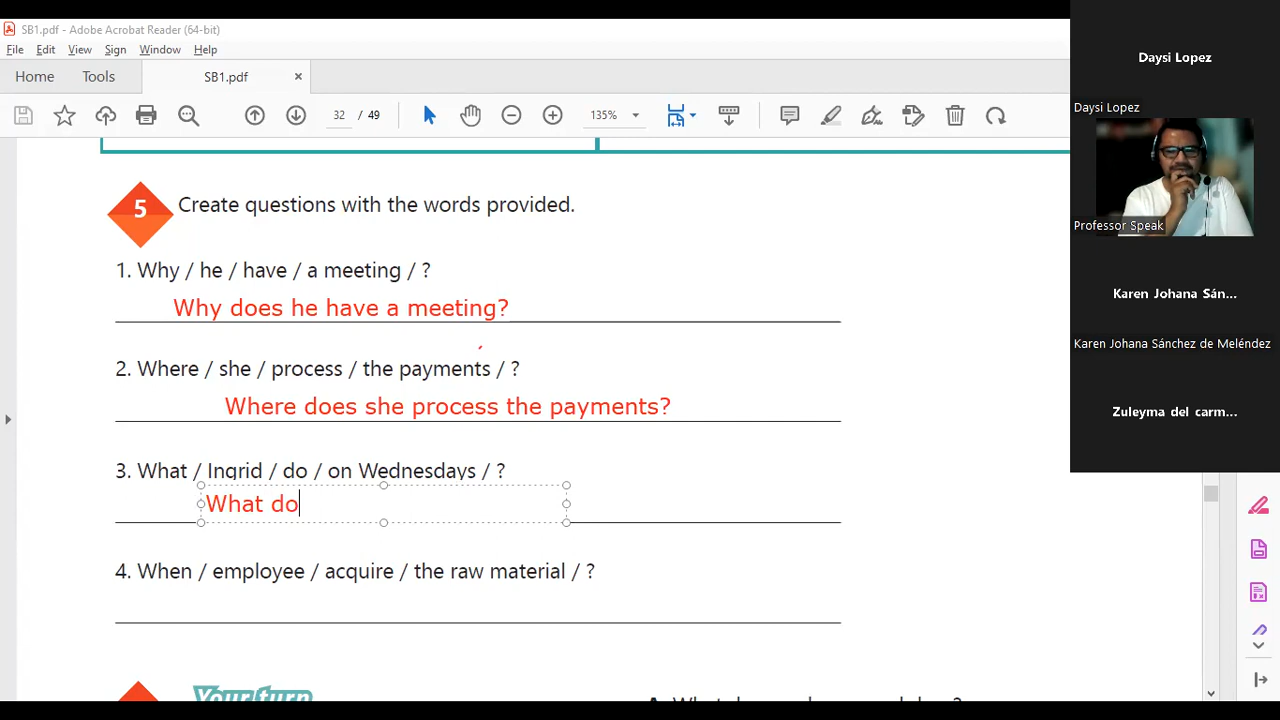 SB1.pdf - Adobe Acrobat Reader (64-bit)
File Edit View Sign Window Help
Home Tools SB1.pdf ×
32 / 49 135%
5 Create questions with the words provided.
1. Why / he / have / a meeting / ?
Why does he have a meeting?
2. Where / she / process / the payments / ?
Where does she process the payments?
3. What / Ingrid / do / on Wednesdays / ?
What do
4. When / employee / acquire / the raw material / ?
Your turn
Daysi Lopez
Daysi Lopez
Professor Speak
Karen Johana Sán...
Karen Johana Sánchez de Meléndez
Zuleyma del carm...